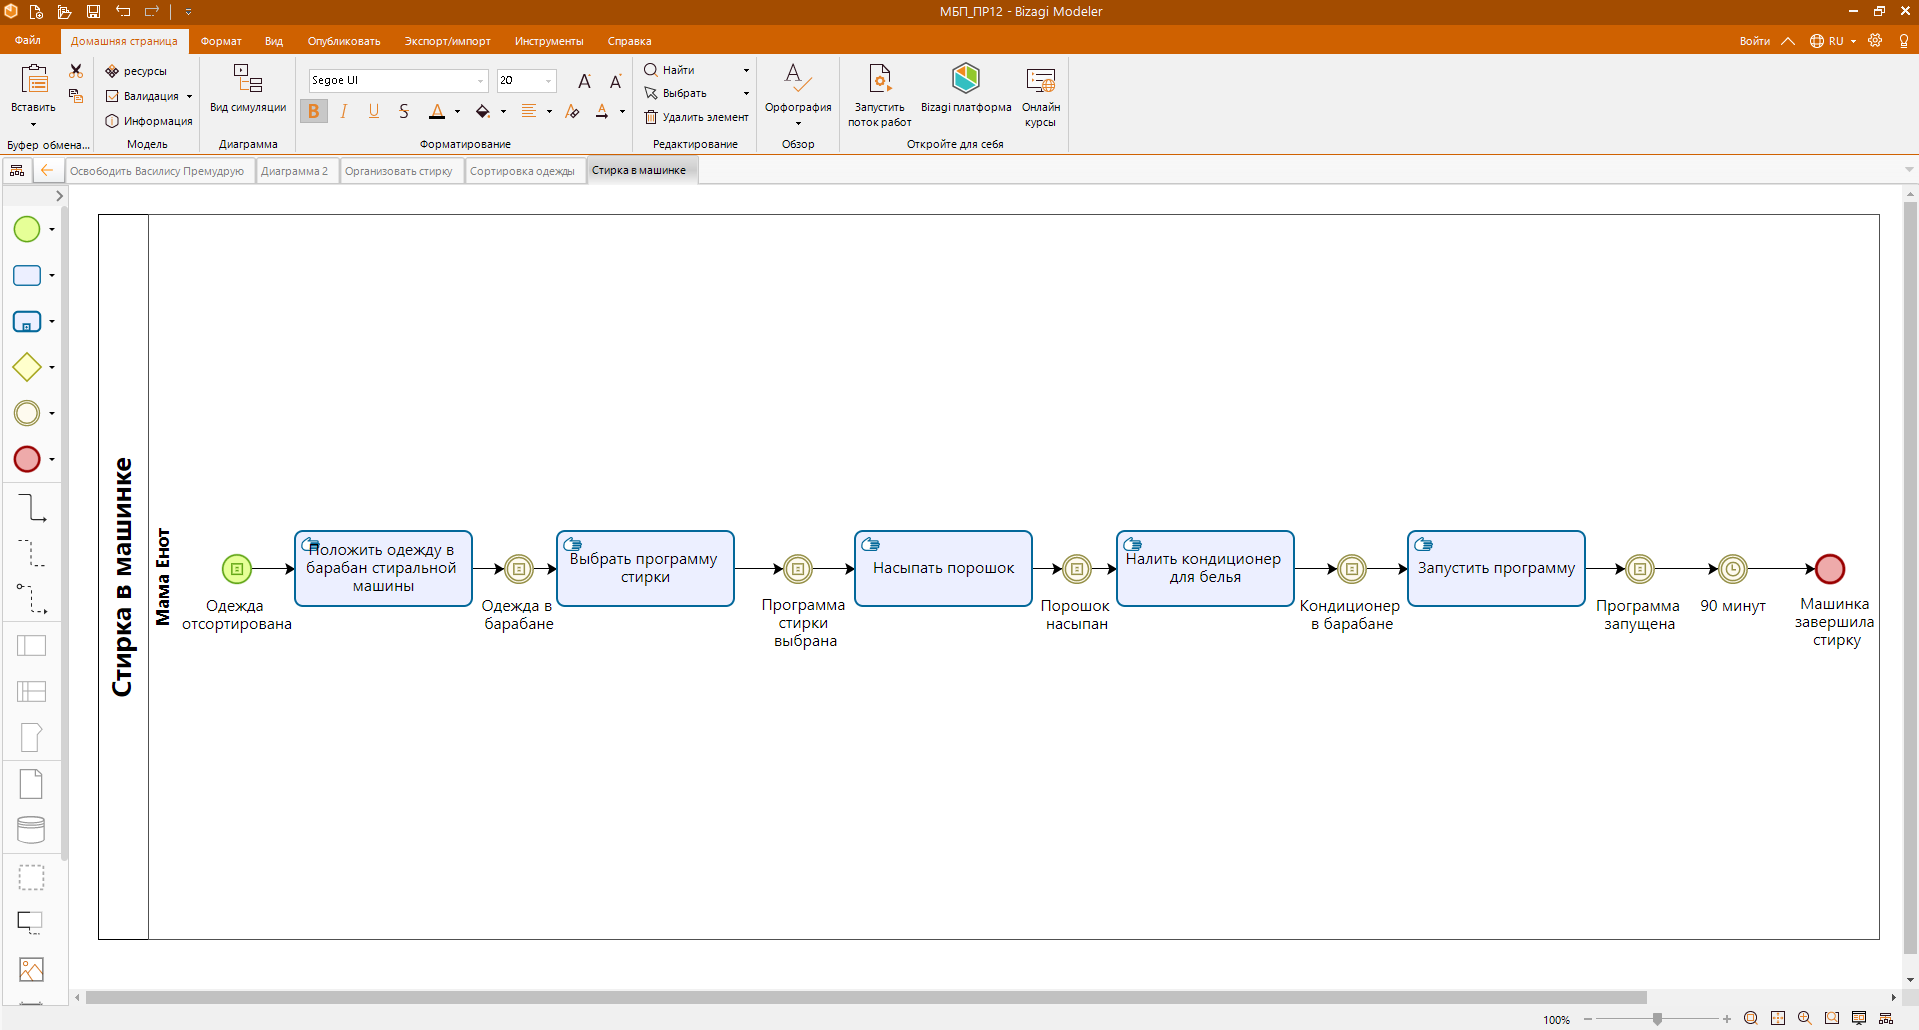 МБП_ПР12 - Bizagi Modeler
Файл
Домашняя страница
Формат
Вид
Опубликовать
Экспорт/импорт
Инструменты
Справка
Войти
RU
Вставить
Буфер обмена...
ресурсы
Валидация
Информация
Модель
Вид симуляции
Диаграмма
Segoe UI
20
Форматирование
Найти
Выбрать
Удалить элемент
Редактирование
Орфография
Обзор
Запустить
поток работ
Bizagi платформа
Онлайн
курсы
Откройте для себя
Освободить Василису Премудрую
Диаграмма 2
Организовать стирку
Сортировка одежды
Стирка в машинке
Стирка в машинке
Мама Енот
Одежда
отсортирована
Положить одежду в
барабан стиральной
машины
Одежда в
барабане
Выбрать программу
стирки
Программа
стирки
выбрана
Насыпать порошок
Порошок
насыпан
Налить кондиционер
для белья
Кондиционер
в барабане
Запустить программу
Программа
запущена
90 минут
Машинка
завершила
стирку
100%